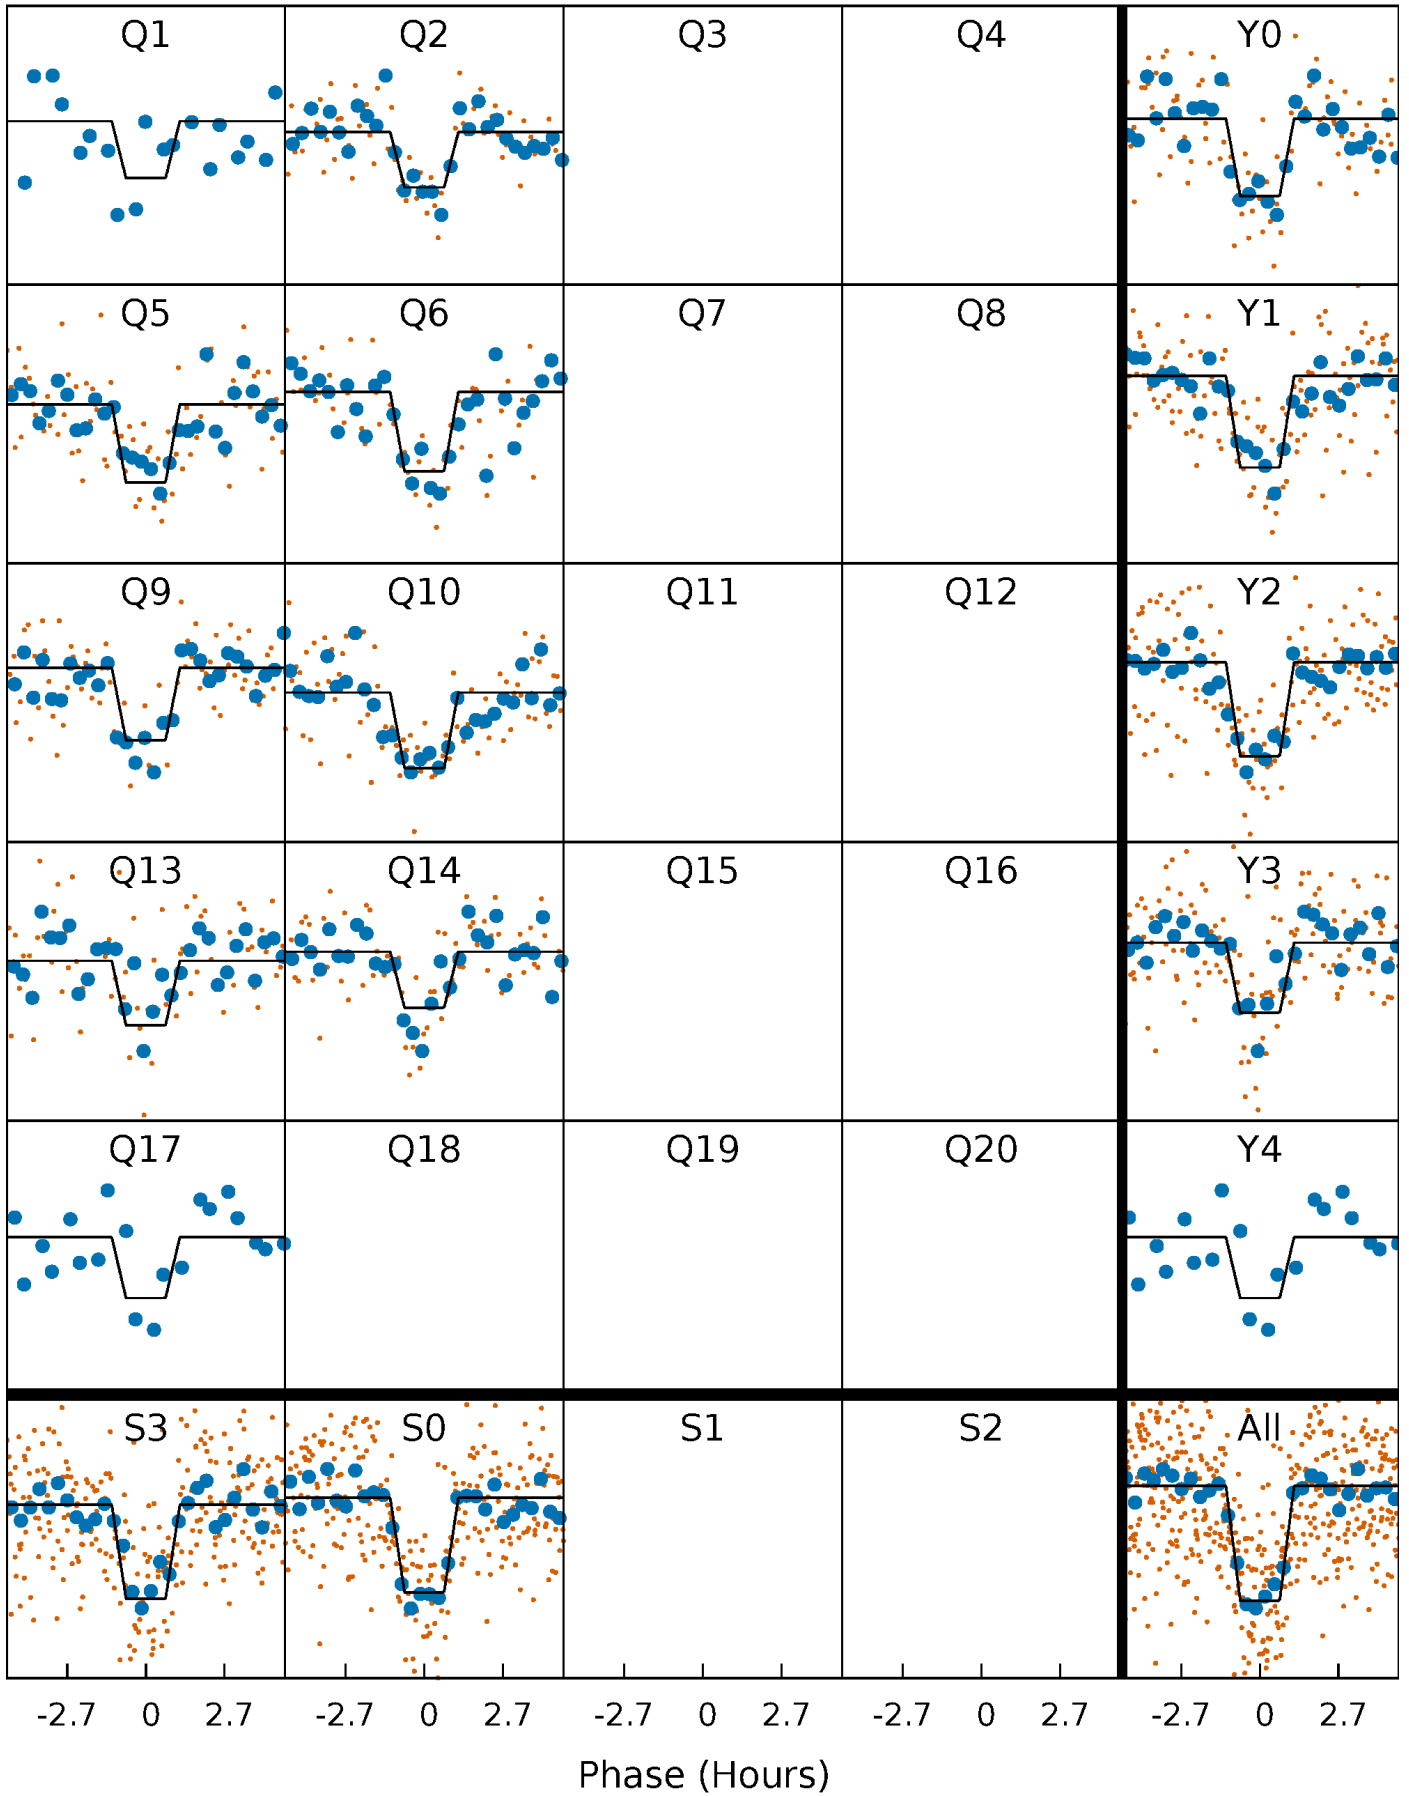 Q1 Q2 Q3 Q4 Y0
Q5 Q6 Q7 Q8 Y1
Q9 Q10 Q11 Q12 Y2
Q13 Q14 Q15 Q16 Y3
Q17 Q18 Q19 Q20 Y4
S3 S0 S1 S2 All
-2.7 0 2.7 -2.7 0 2.7 -2.7 0 2.7 -2.7 0 2.7 -2.7 0 2.7
Phase (Hours)